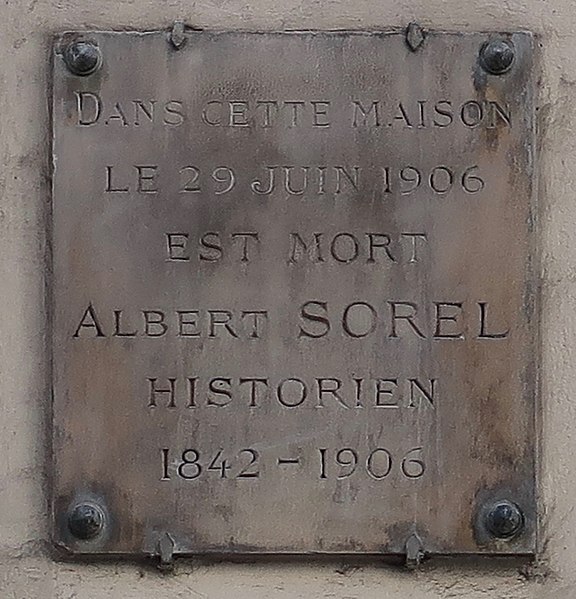 DANS CETTE MAISON
LE 29 JUIN 1906
EST MORT
ALBERT SOREL
HISTORIEN
1842 - 1906